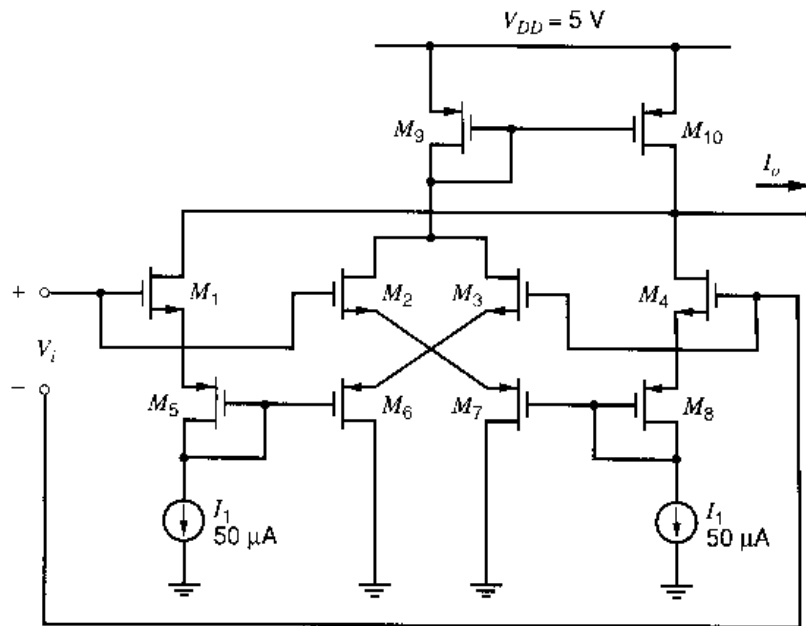 V_DD = 5 V
M_9
M_10
I_o
+
M_1
M_2
M_3
M_4
V_i
−
M_5
M_6
M_7
M_8
I_1
50 μA
I_1
50 μA